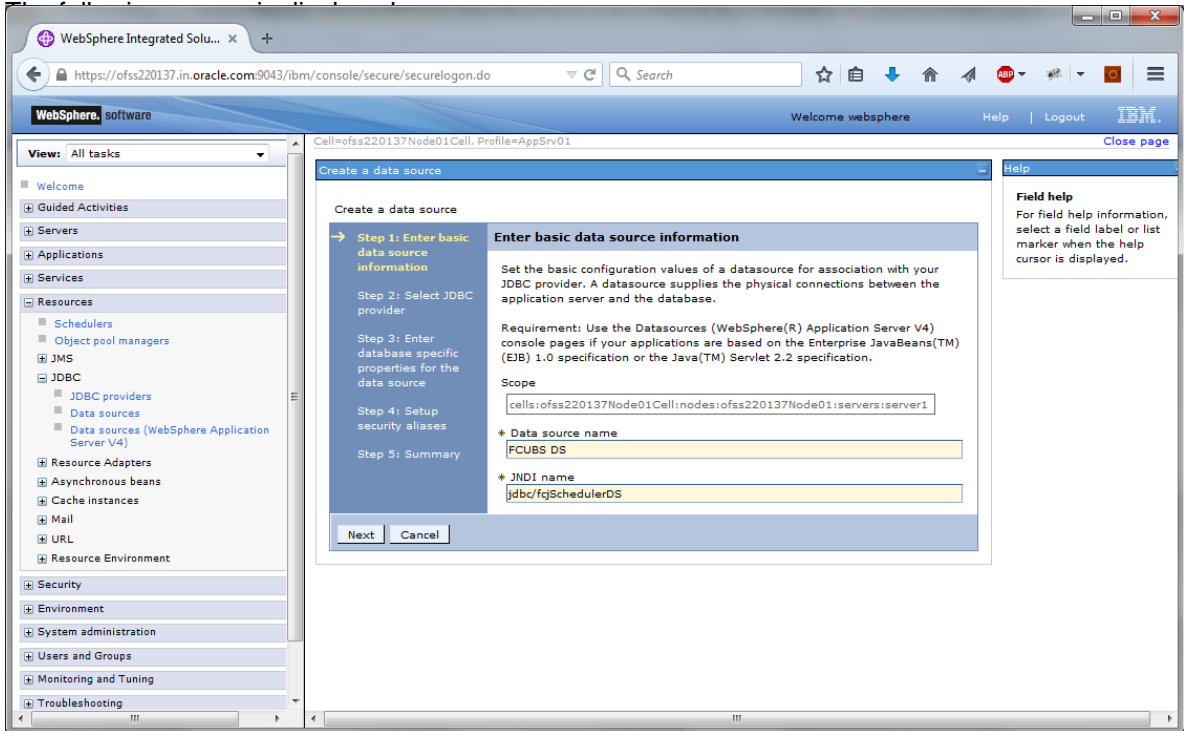 WebSphere Integrated Solu... × +
https://ofss220137.in.oracle.com:9043/ibm/console/secure/securelogon.do
Search
ABP
WebSphere. software
Welcome websphere
Help | Logout
IBM.
View: All tasks
Welcome
Guided Activities
Servers
Applications
Services
Resources
Schedulers
Object pool managers
JMS
JDBC
JDBC providers
Data sources
Data sources (WebSphere Application
Server V4)
Resource Adapters
Asynchronous beans
Cache instances
Mail
URL
Resource Environment
Security
Environment
System administration
Users and Groups
Monitoring and Tuning
Troubleshooting
Cell=ofss220137Node01Cell, Profile=AppSrv01
Close page
Create a data source
Create a data source
Step 1: Enter basic
data source
information
Step 2: Select JDBC
provider
Step 3: Enter
database specific
properties for the
data source
Step 4: Setup
security aliases
Step 5: Summary
Enter basic data source information
Set the basic configuration values of a datasource for association with your
JDBC provider. A datasource supplies the physical connections between the
application server and the database.
Requirement: Use the Datasources (WebSphere(R) Application Server V4)
console pages if your applications are based on the Enterprise JavaBeans(TM)
(EJB) 1.0 specification or the Java(TM) Servlet 2.2 specification.
Scope
cells:ofss220137Node01Cell:nodes:ofss220137Node01:servers:server1
* Data source name
FCUBS DS
* JNDI name
jdbc/fcjSchedulerDS
Next
Cancel
Help
Field help
For field help information,
select a field label or list
marker when the help
cursor is displayed.